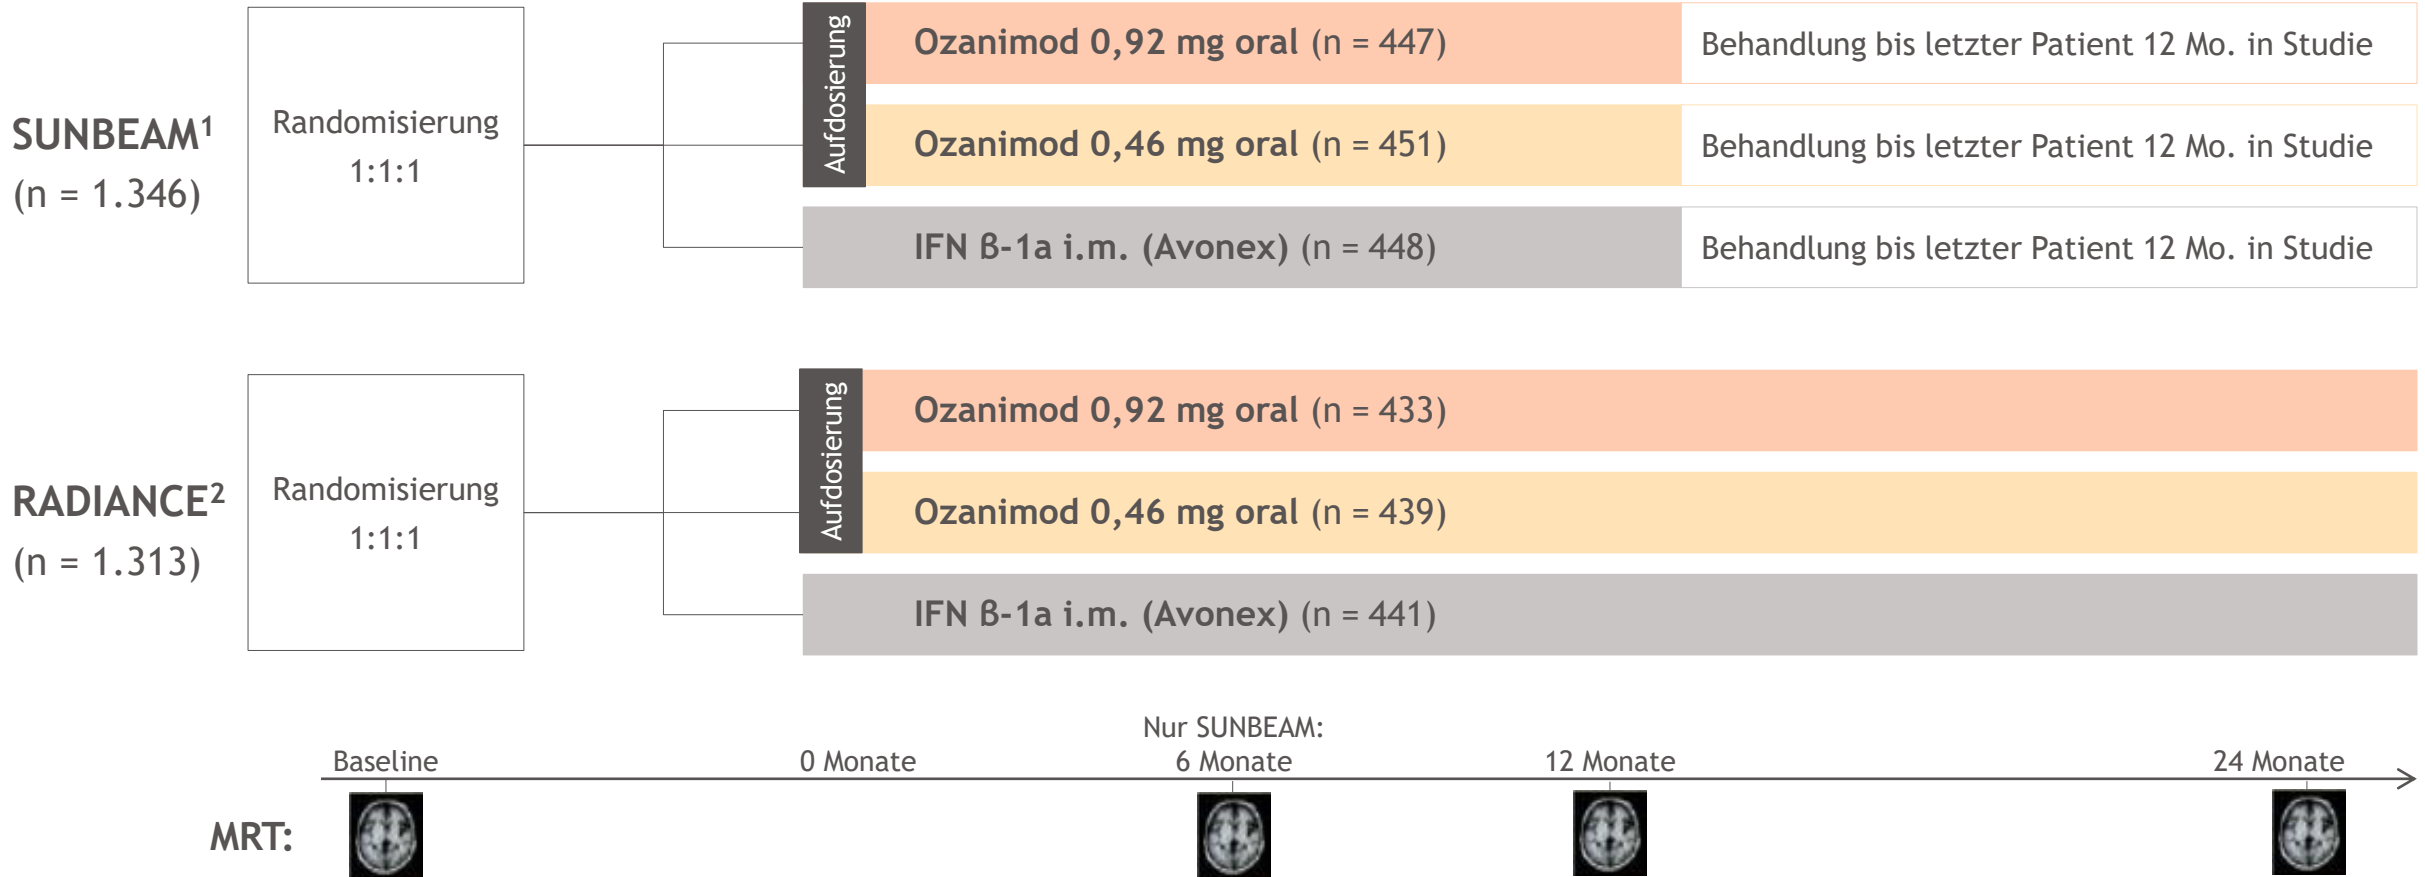 SUNBEAM¹
(n = 1.346)
Randomisierung
1:1:1
Aufdosierung
Ozanimod 0,92 mg oral (n = 447)
Behandlung bis letzter Patient 12 Mo. in Studie
Ozanimod 0,46 mg oral (n = 451)
Behandlung bis letzter Patient 12 Mo. in Studie
IFN ß-1a i.m. (Avonex) (n = 448)
Behandlung bis letzter Patient 12 Mo. in Studie
RADIANCE²
(n = 1.313)
Randomisierung
1:1:1
Aufdosierung
Ozanimod 0,92 mg oral (n = 433)
Ozanimod 0,46 mg oral (n = 439)
IFN ß-1a i.m. (Avonex) (n = 441)
Nur SUNBEAM:
Baseline
0 Monate
6 Monate
12 Monate
24 Monate
MRT: